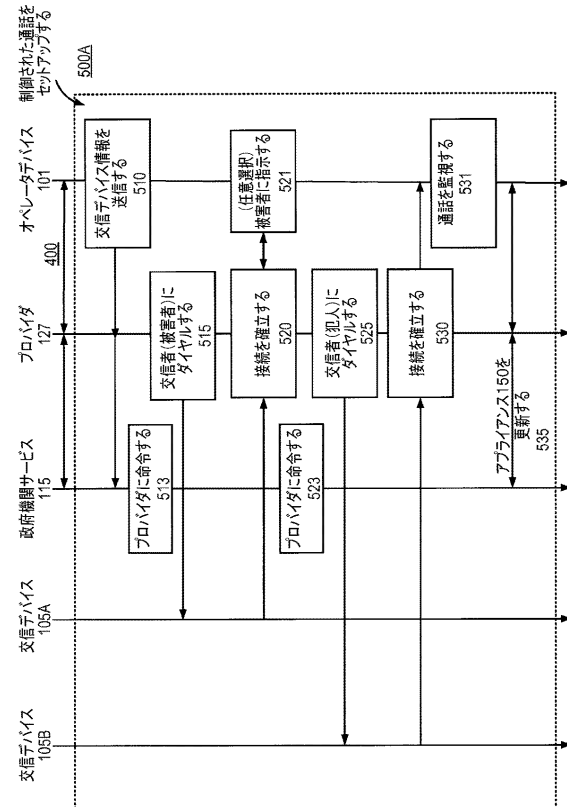 制御された通話を
セットアップする
500A
オペレータデバイス
101
400
プロバイダ
127
政府機関サービス
115
交信デバイス
105A
交信デバイス
105B
交信デバイス情報を
送信する
510
プロバイダに命令する
513
交信者(被害者)に
ダイヤルする
515
接続を確立する
520
(任意選択)
被害者に指示する
521
プロバイダに命令する
523
交信者(犯人)に
ダイヤルする
525
接続を確立する
530
通話を監視する
531
アプライアンス150を
更新する
535